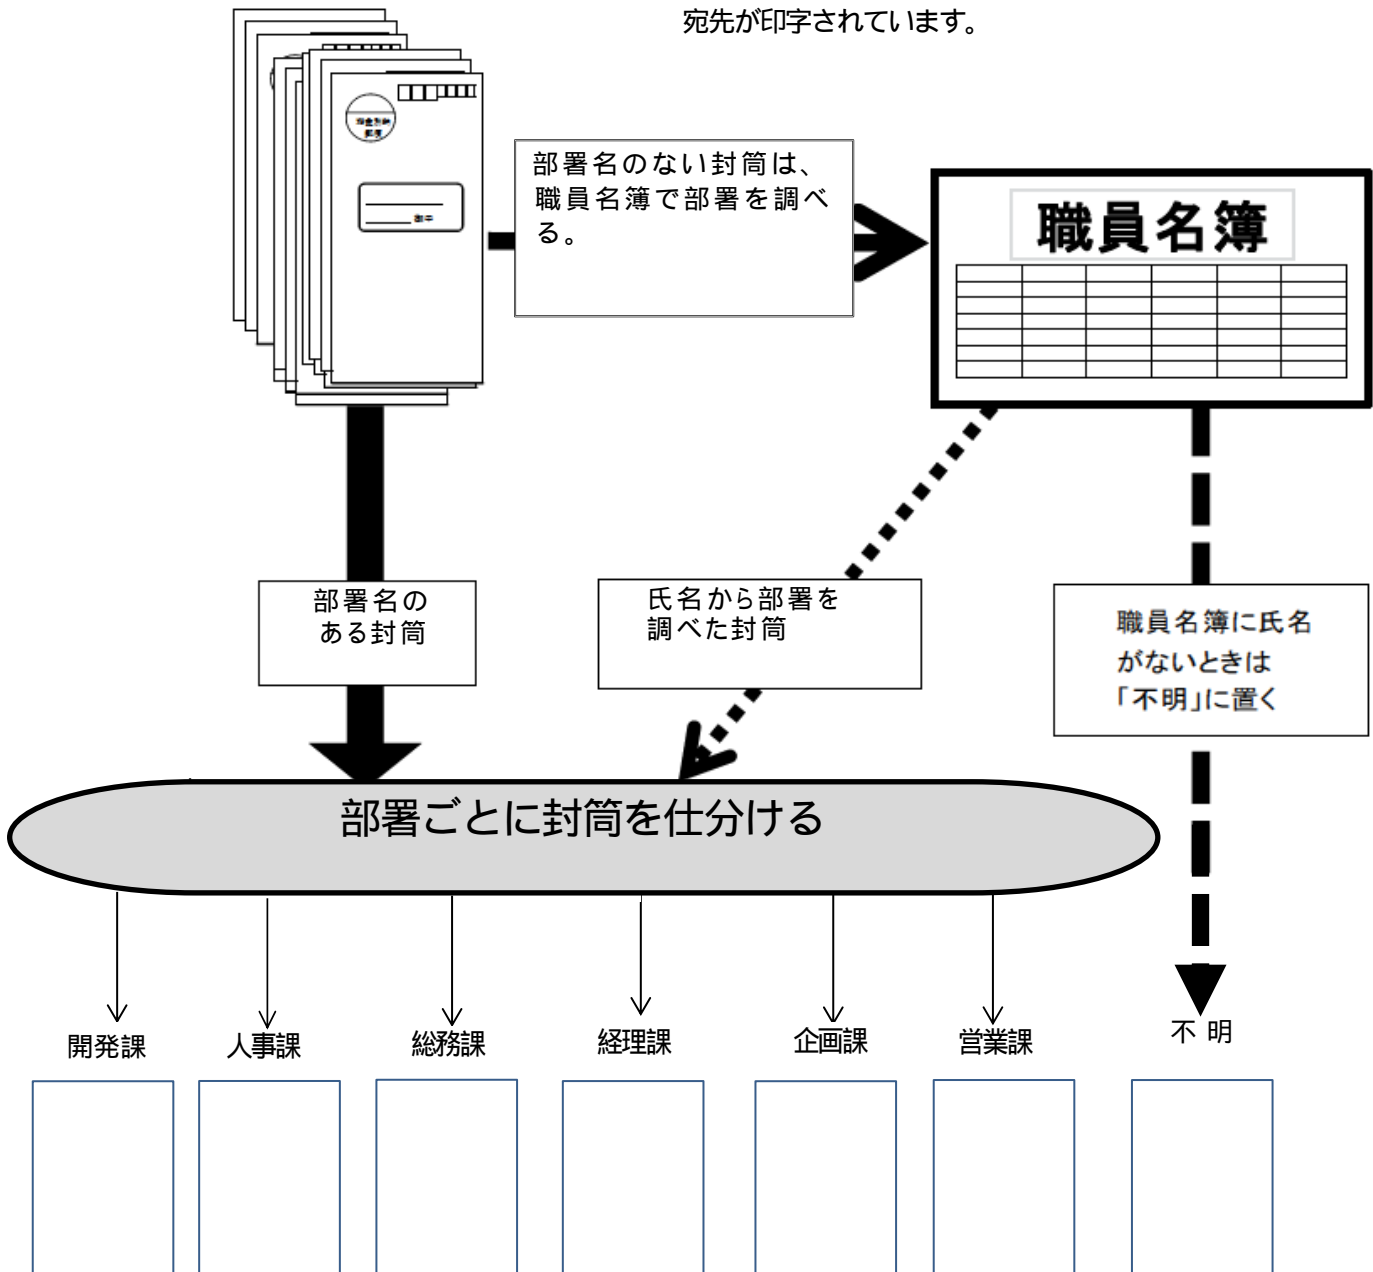 宛先が印字されています。
部署名のない封筒は、
職員名簿で部署を調べ
る。
職員名簿
部署名の
ある封筒
氏名から部署を
調べた封筒
職員名簿に氏名
がないときは
「不明」に置く
部署ごとに封筒を仕分ける
開発課
人事課
総務課
経理課
企画課
営業課
不 明